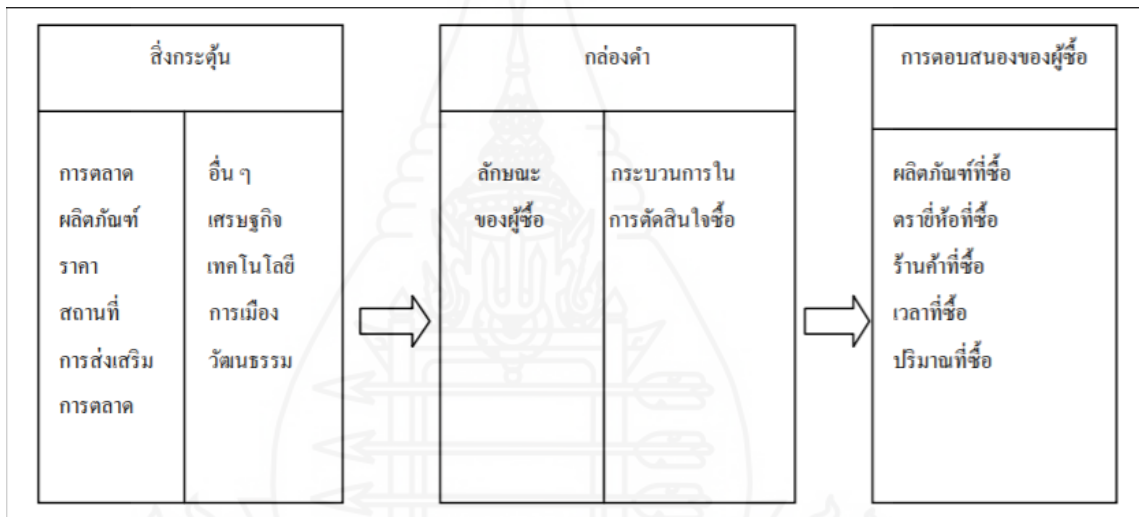 สิ่งกระตุ้น
การตลาด
ผลิตภัณฑ์
ราคา
สถานที่
การส่งเสริม
การตลาด
อื่น ๆ
เศรษฐกิจ
เทคโนโลยี
การเมือง
วัฒนธรรม
กล่องดำ
ลักษณะ
ของผู้ซื้อ
กระบวนการใน
การตัดสินใจซื้อ
การตอบสนองของผู้ซื้อ
ผลิตภัณฑ์ที่ซื้อ
ตรายี่ห้อที่ซื้อ
ร้านค้าที่ซื้อ
เวลาที่ซื้อ
ปริมาณที่ซื้อ